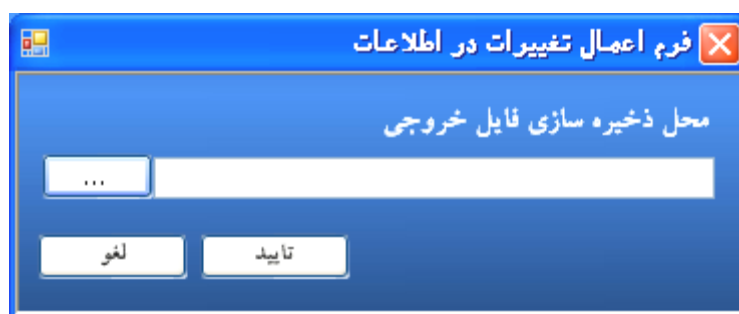 فرم اعمال تغییرات در اطلاعات
محل ذخیره سازی فایل خروجی
...
تایید لغو